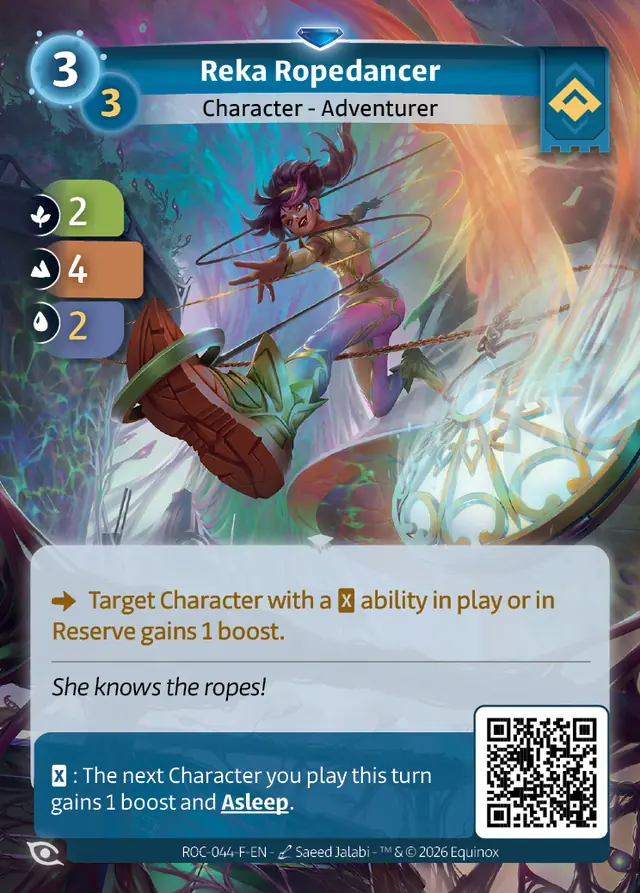 3
Reka Ropedancer
3
Character - Adventurer
2
4
2
Target Character with a X ability in play or in
Reserve gains 1 boost.
She knows the ropes!
X : The next Character you play this turn
gains 1 boost and Asleep.
ROC-044-F-EN - Saeed Jalabi - ™ & © 2026 Equinox